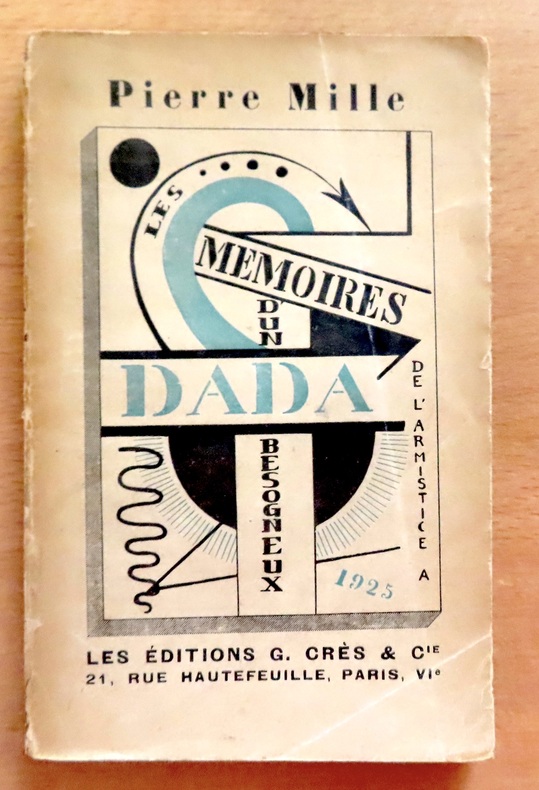 Pierre Mille
LES
MEMOIRES
D'UN
DADA
BESOGNEUX
DE L'ARMISTICE A
1925
LES ÉDITIONS G. CRÈS & CIE
21, RUE HAUTEFEUILLE, PARIS, VIe